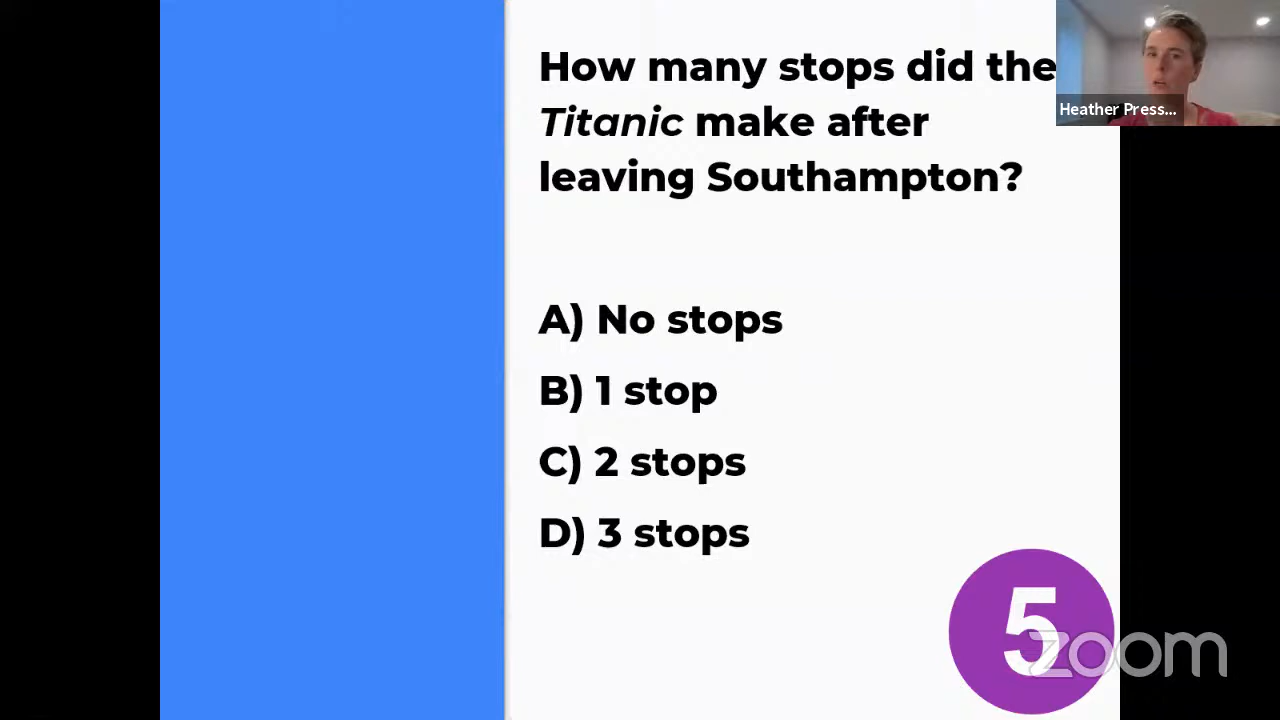 How many stops did the
Titanic make after
leaving Southampton?
Heather Press...
A) No stops
B) 1 stop
C) 2 stops
D) 3 stops
5
zoom